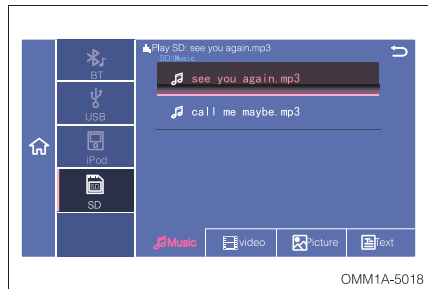 Play SD: see you again.mp3
SD:\Music
BT
see you again.mp3
USB
call me maybe.mp3
iPod
SD
SD
Music
video
Picture
Text
OMM1A-5018